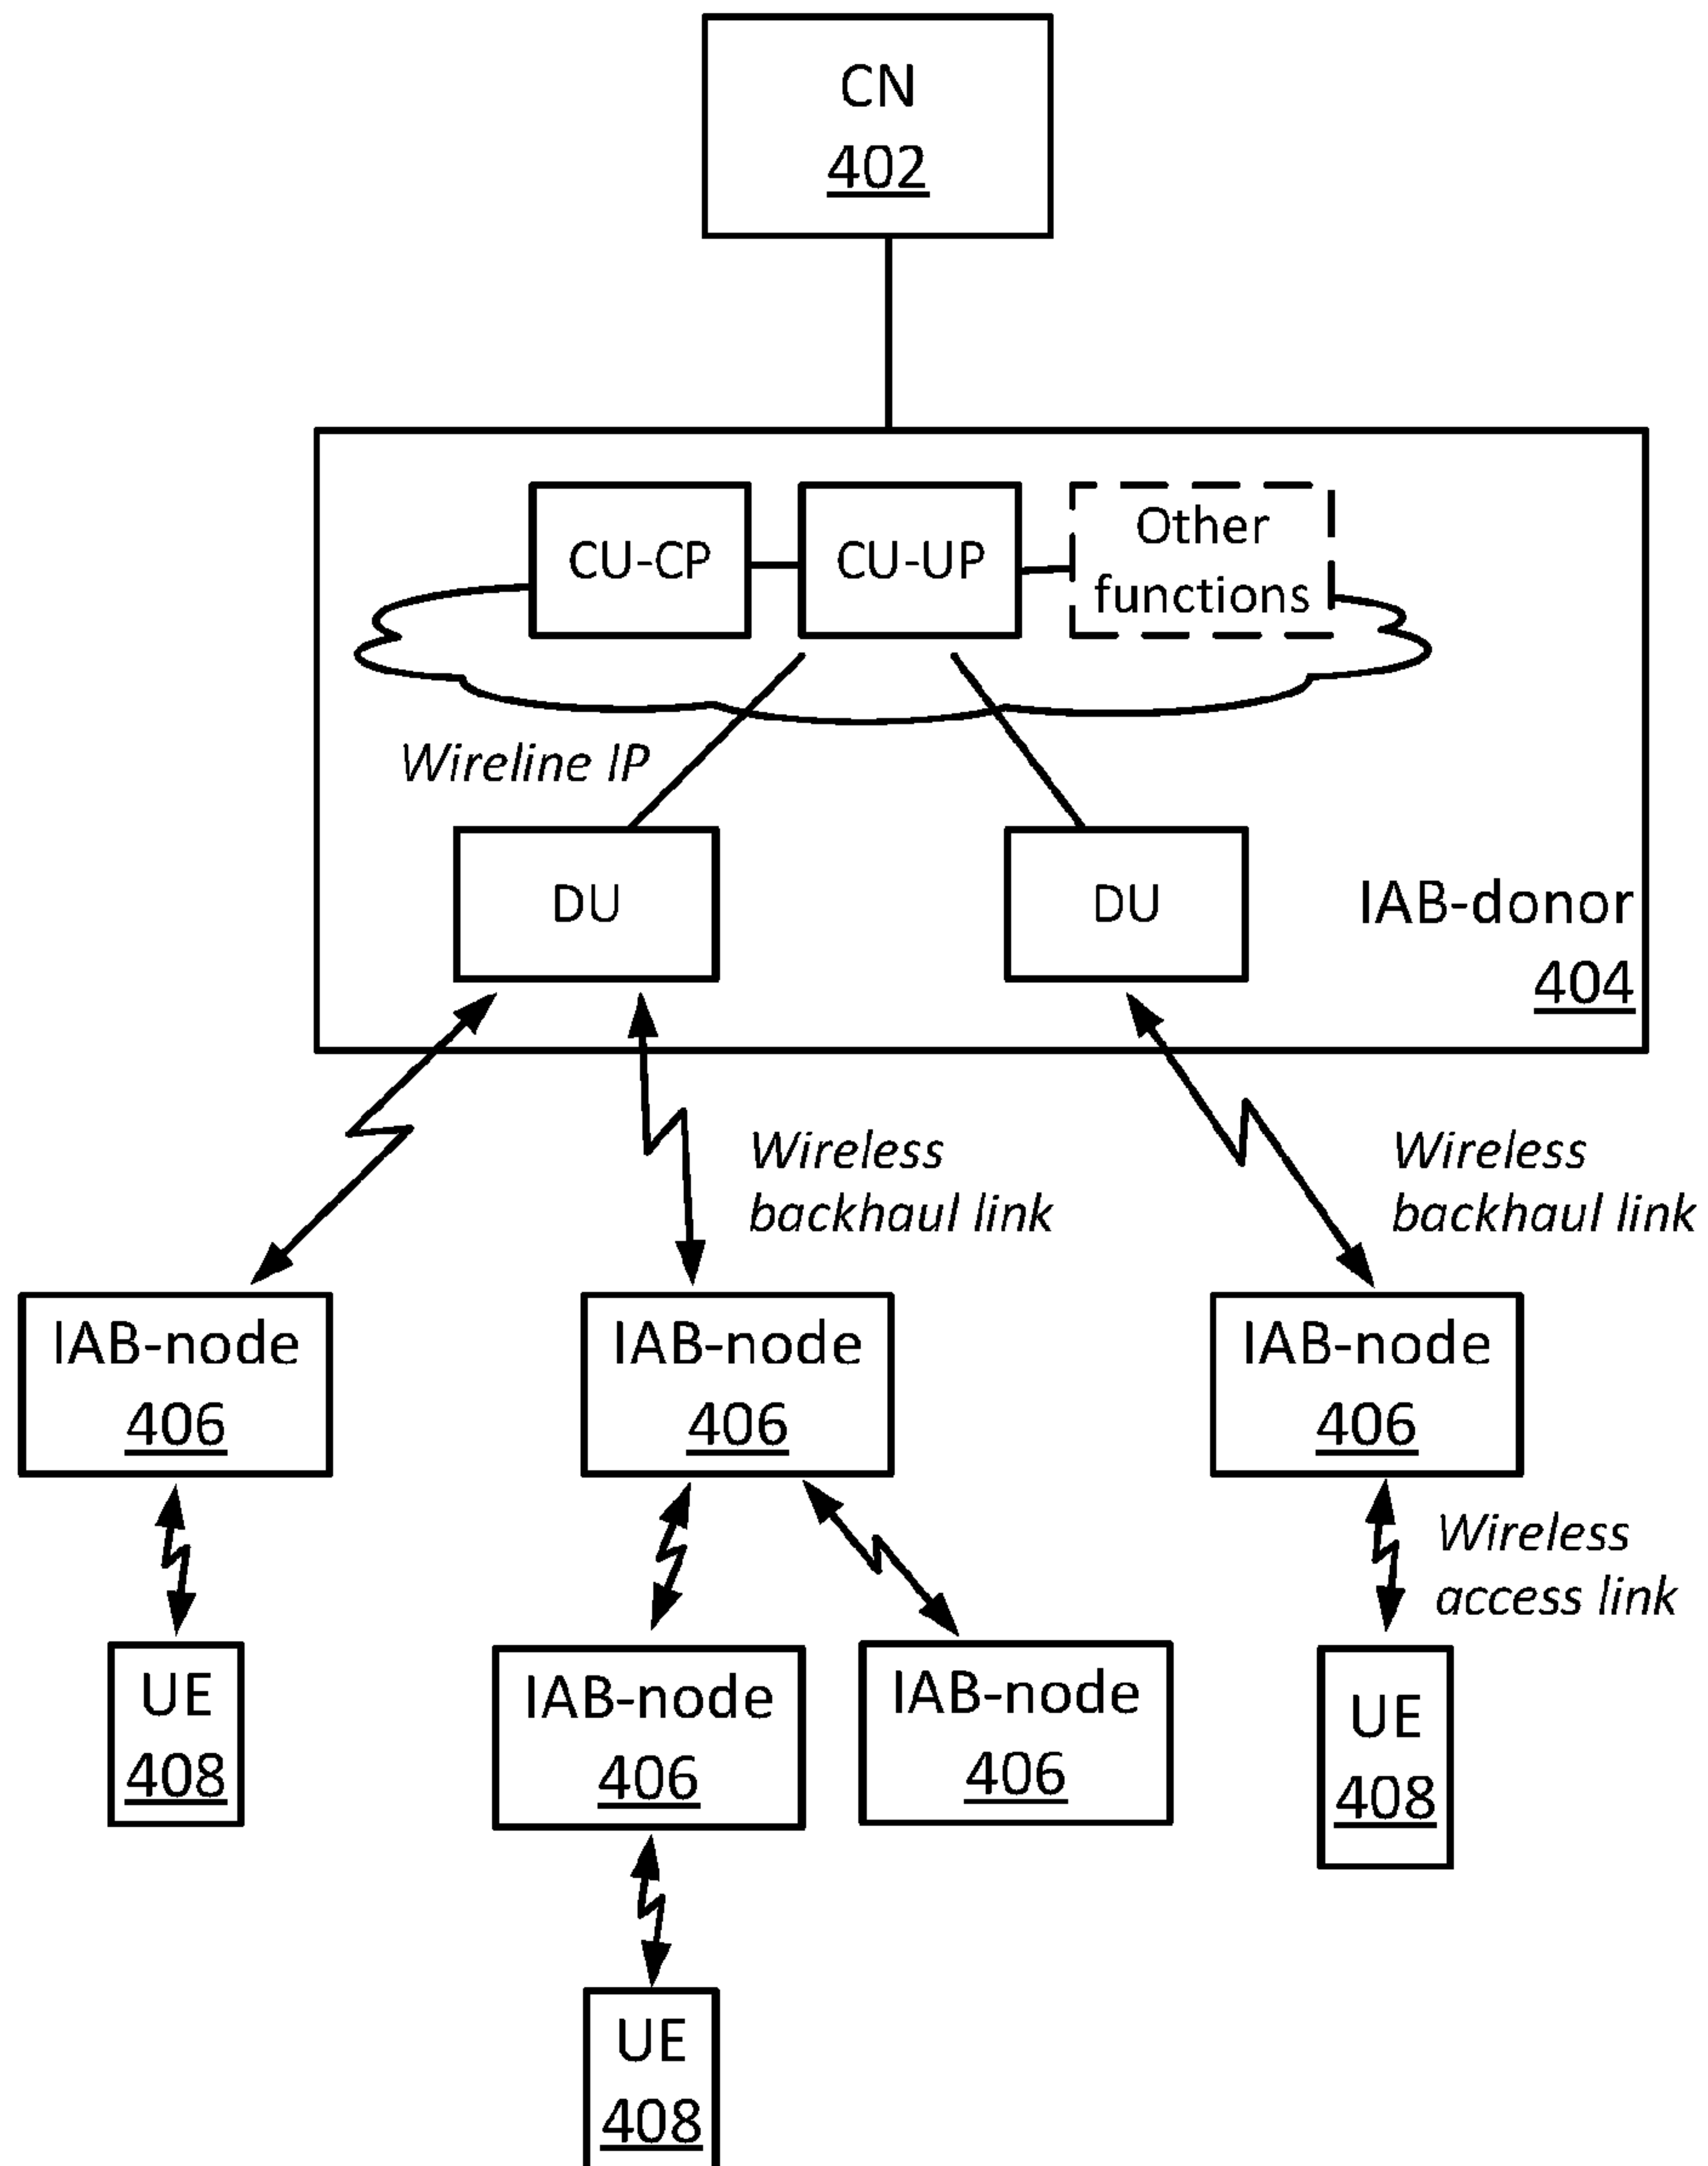 CN
402
CU-CP
CU-UP
Other
functions
Wireline IP
DU
DU
IAB-donor
404
Wireless
backhaul link
Wireless
backhaul link
IAB-node
406
IAB-node
406
IAB-node
406
Wireless
access link
UE
408
IAB-node
406
IAB-node
406
UE
408
UE
408